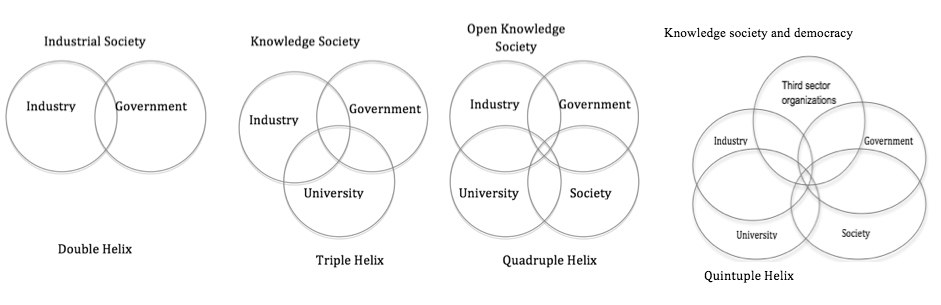 Industrial Society
Industry
Government
Double Helix
Knowledge Society
Industry
Government
University
Triple Helix
Open Knowledge
Society
Industry
Government
University
Society
Quadruple Helix
Knowledge society and democracy
Third sector
organizations
Industry
Government
University
Society
Quintuple Helix